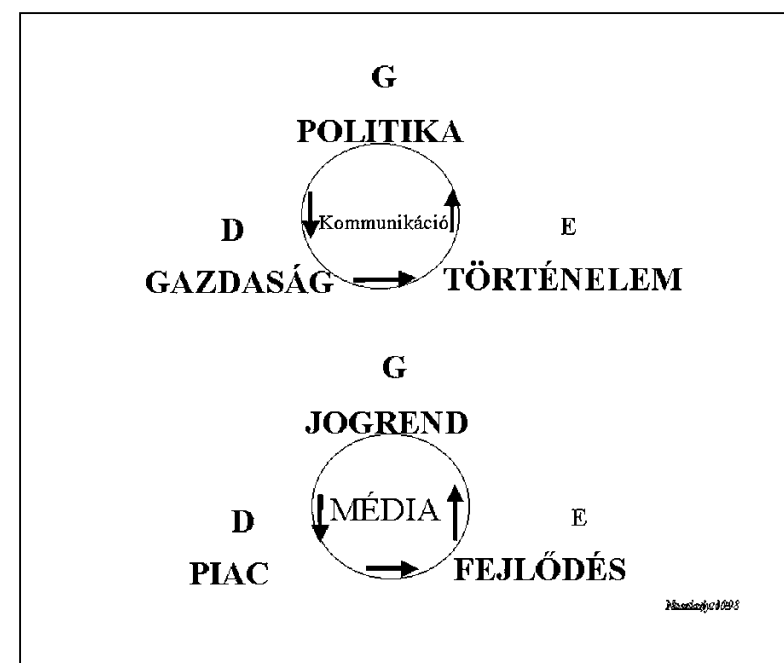 G
POLITIKA
Kommunikáció
D
E
GAZDASÁG
TÖRTÉNELEM
G
JOGREND
MÉDIA
D
E
PIAC
FEJLŐDÉS